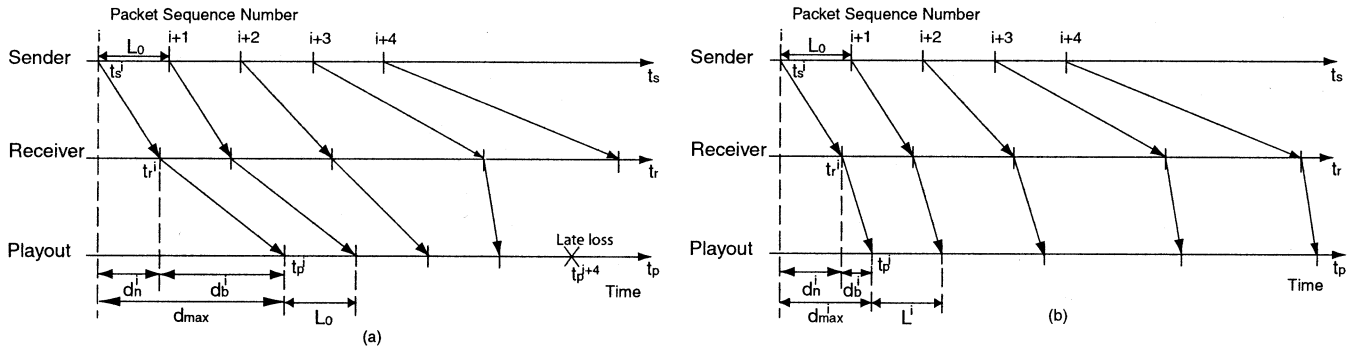 Packet Sequence Number
i i+1 i+2 i+3 i+4
L₀
Sender
tₛⁱ
tₛ
Receiver
tᵣⁱ
tᵣ
Playout
tₚⁱ
Late loss
tₚⁱ⁺⁴
tₚ
Time
dₙⁱ d_bⁱ
d_max L₀
(a)
Packet Sequence Number
i i+1 i+2 i+3 i+4
L₀
Sender
tₛⁱ
tₛ
Receiver
tᵣⁱ
tᵣ
Playout
tₚⁱ
tₚ
Time
dₙⁱ d_bⁱ
d_maxⁱ Lⁱ
(b)